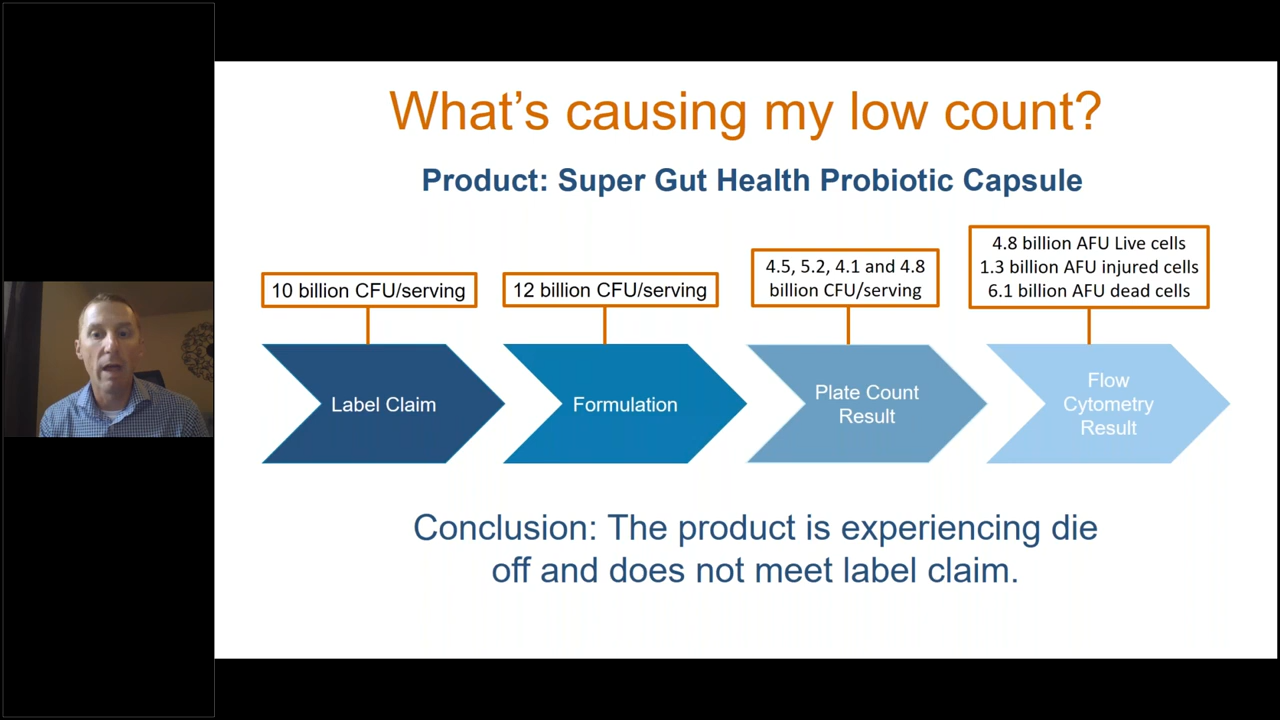 What's causing my low count?
Product: Super Gut Health Probiotic Capsule
10 billion CFU/serving
12 billion CFU/serving
4.5, 5.2, 4.1 and 4.8
billion CFU/serving
4.8 billion AFU Live cells
1.3 billion AFU injured cells
6.1 billion AFU dead cells
Label Claim
Formulation
Plate Count
Result
Flow
Cytometry
Result
Conclusion: The product is experiencing die
off and does not meet label claim.